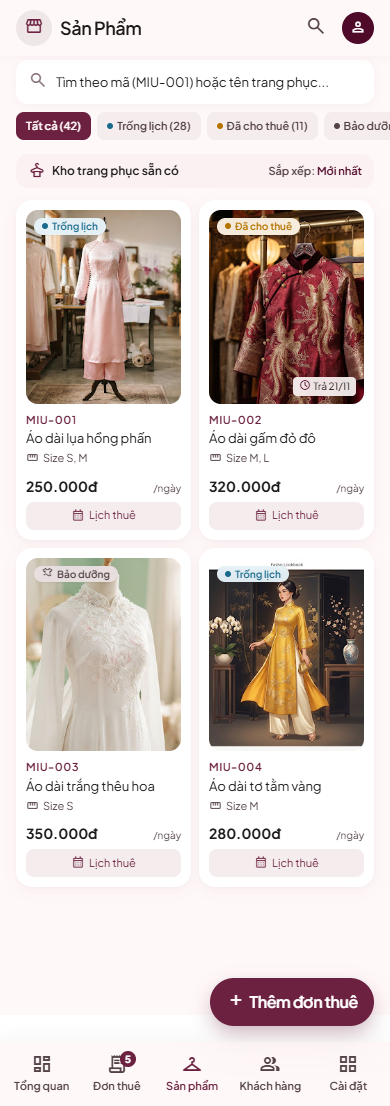 Sản Phẩm
Tìm theo mã (MIU-001) hoặc tên trang phục...
Tất cả (42)
Trống lịch (28)
Đã cho thuê (11)
Bảo dưỡn
Kho trang phục sẵn có
Sắp xếp: Mới nhất
Trống lịch
MIU-001
Áo dài lụa hồng phấn
Size S, M
250.000đ
/ngày
Lịch thuê
Đã cho thuê
Trả 21/11
MIU-002
Áo dài gấm đỏ đô
Size M, L
320.000đ
/ngày
Lịch thuê
Bảo dưỡng
MIU-003
Áo dài trắng thêu hoa
Size S
350.000đ
/ngày
Lịch thuê
Trống lịch
MIU-004
Áo dài tơ tằm vàng
Size M
280.000đ
/ngày
Lịch thuê
+ Thêm đơn thuê
Tổng quan
5
Đơn thuê
Sản phẩm
Khách hàng
Cài đặt